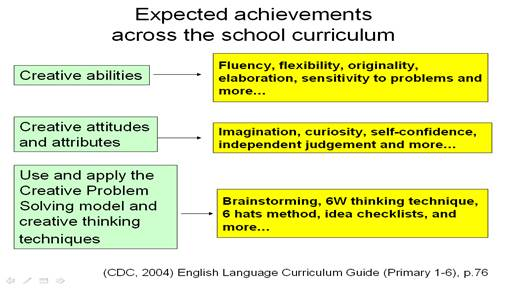 Expected achievements
across the school curriculum
Creative abilities
Fluency, flexibility, originality,
elaboration, sensitivity to problems and
more…
Creative attitudes
and attributes
Imagination, curiosity, self-confidence,
independent judgement and more…
Use and apply the
Creative Problem
Solving model and
creative thinking
techniques
Brainstorming, 6W thinking technique,
6 hats method, idea checklists, and
more…
(CDC, 2004) English Language Curriculum Guide (Primary 1-6), p.76